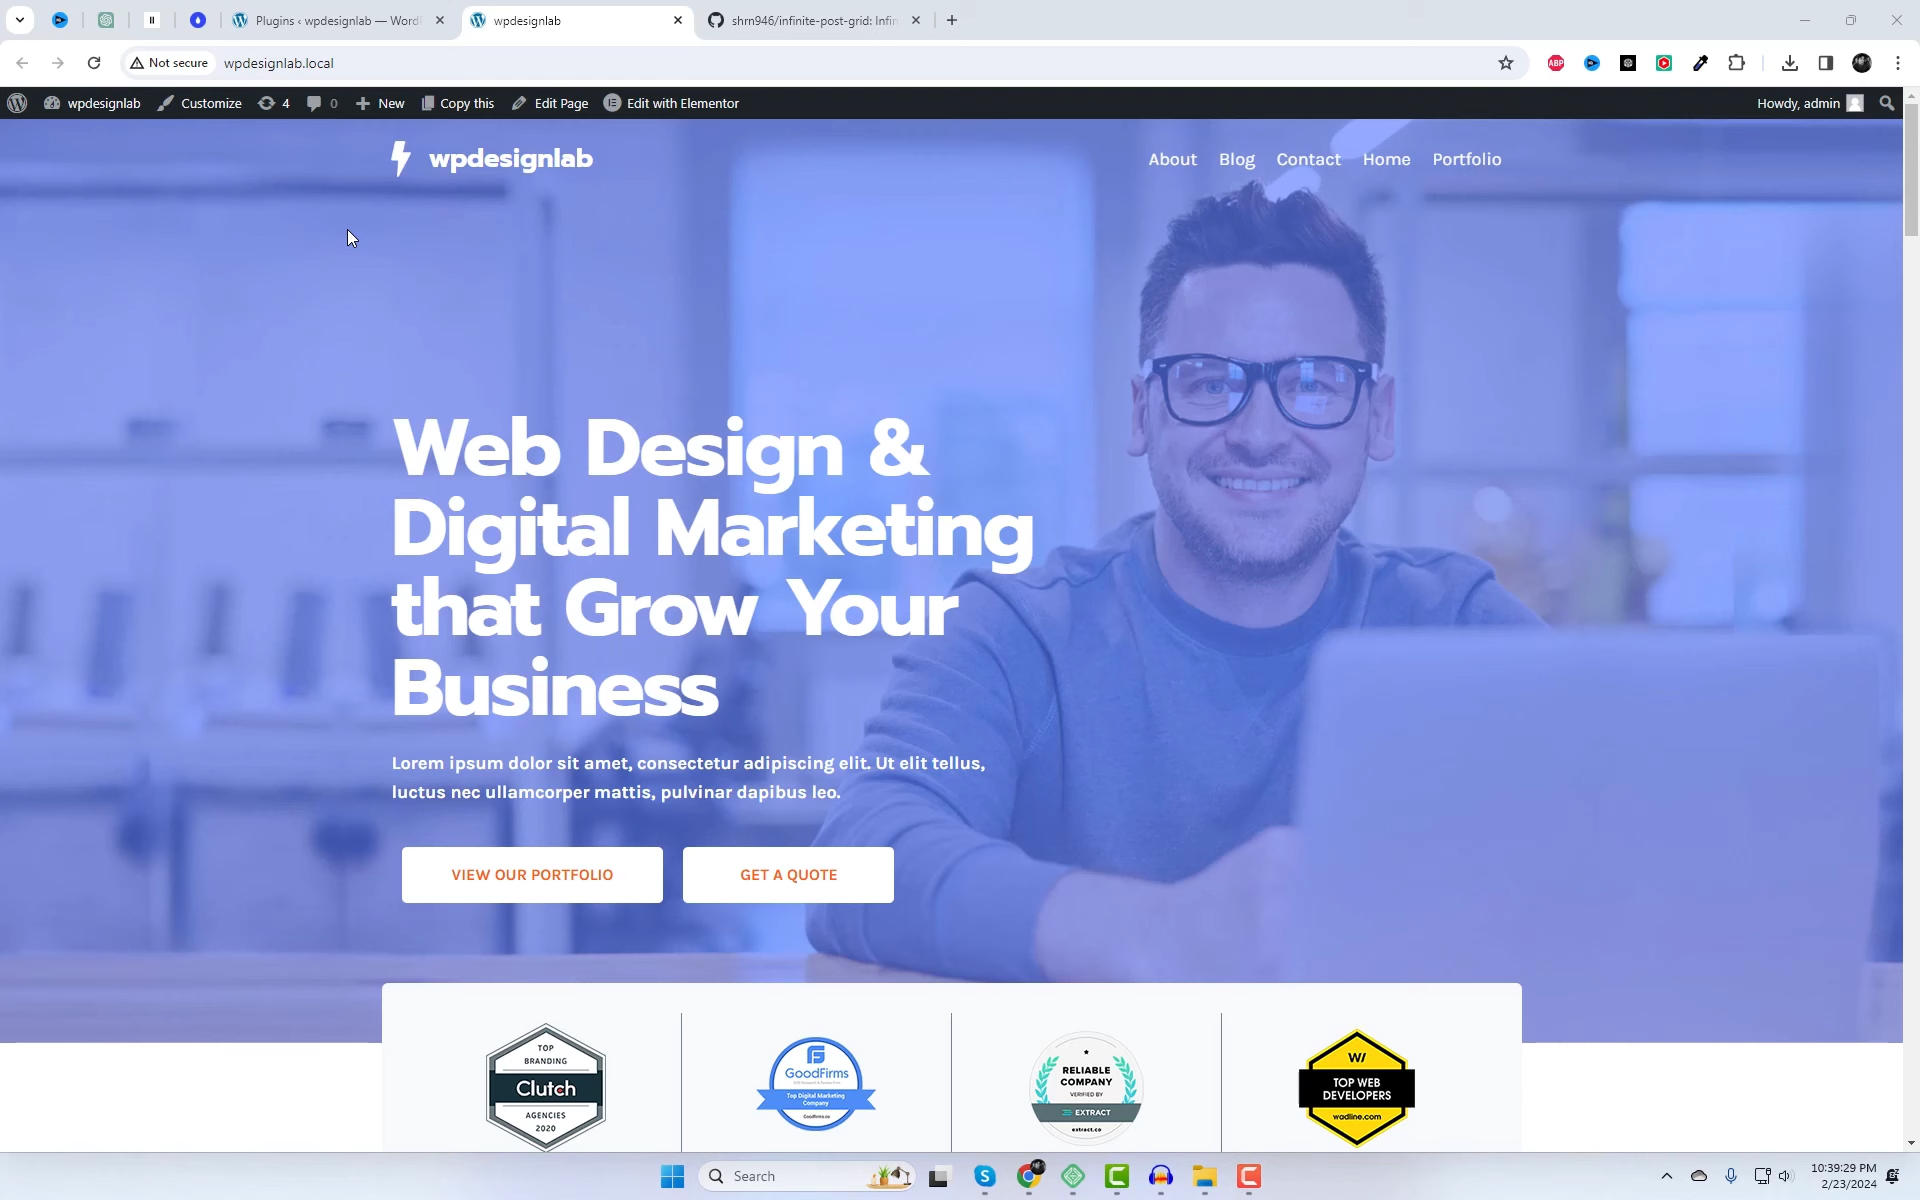 Plugins ‹ wpdesignlab — WordP
wpdesignlab
shrn946/infinite-post-grid: Infin
Not secure
wpdesignlab.local
ABP
wpdesignlab
Customize
4
0
New
Copy this
Edit Page
Edit with Elementor
Howdy, admin
wpdesignlab
About
Blog
Contact
Home
Portfolio
Web Design &
Digital Marketing
that Grow Your
Business
Lorem ipsum dolor sit amet, consectetur adipiscing elit. Ut elit tellus,
luctus nec ullamcorper mattis, pulvinar dapibus leo.
VIEW OUR PORTFOLIO
GET A QUOTE
TOP
BRANDING
Clutch
AGENCIES
2020
GoodFirms
Top Digital Marketing
Company
Goodfirms.co
RELIABLE
COMPANY
VERIFIED BY
EXTRACT
extract.co
W/
TOP WEB
DEVELOPERS
wadline.com
Search
10:39:29 PM
2/23/2024